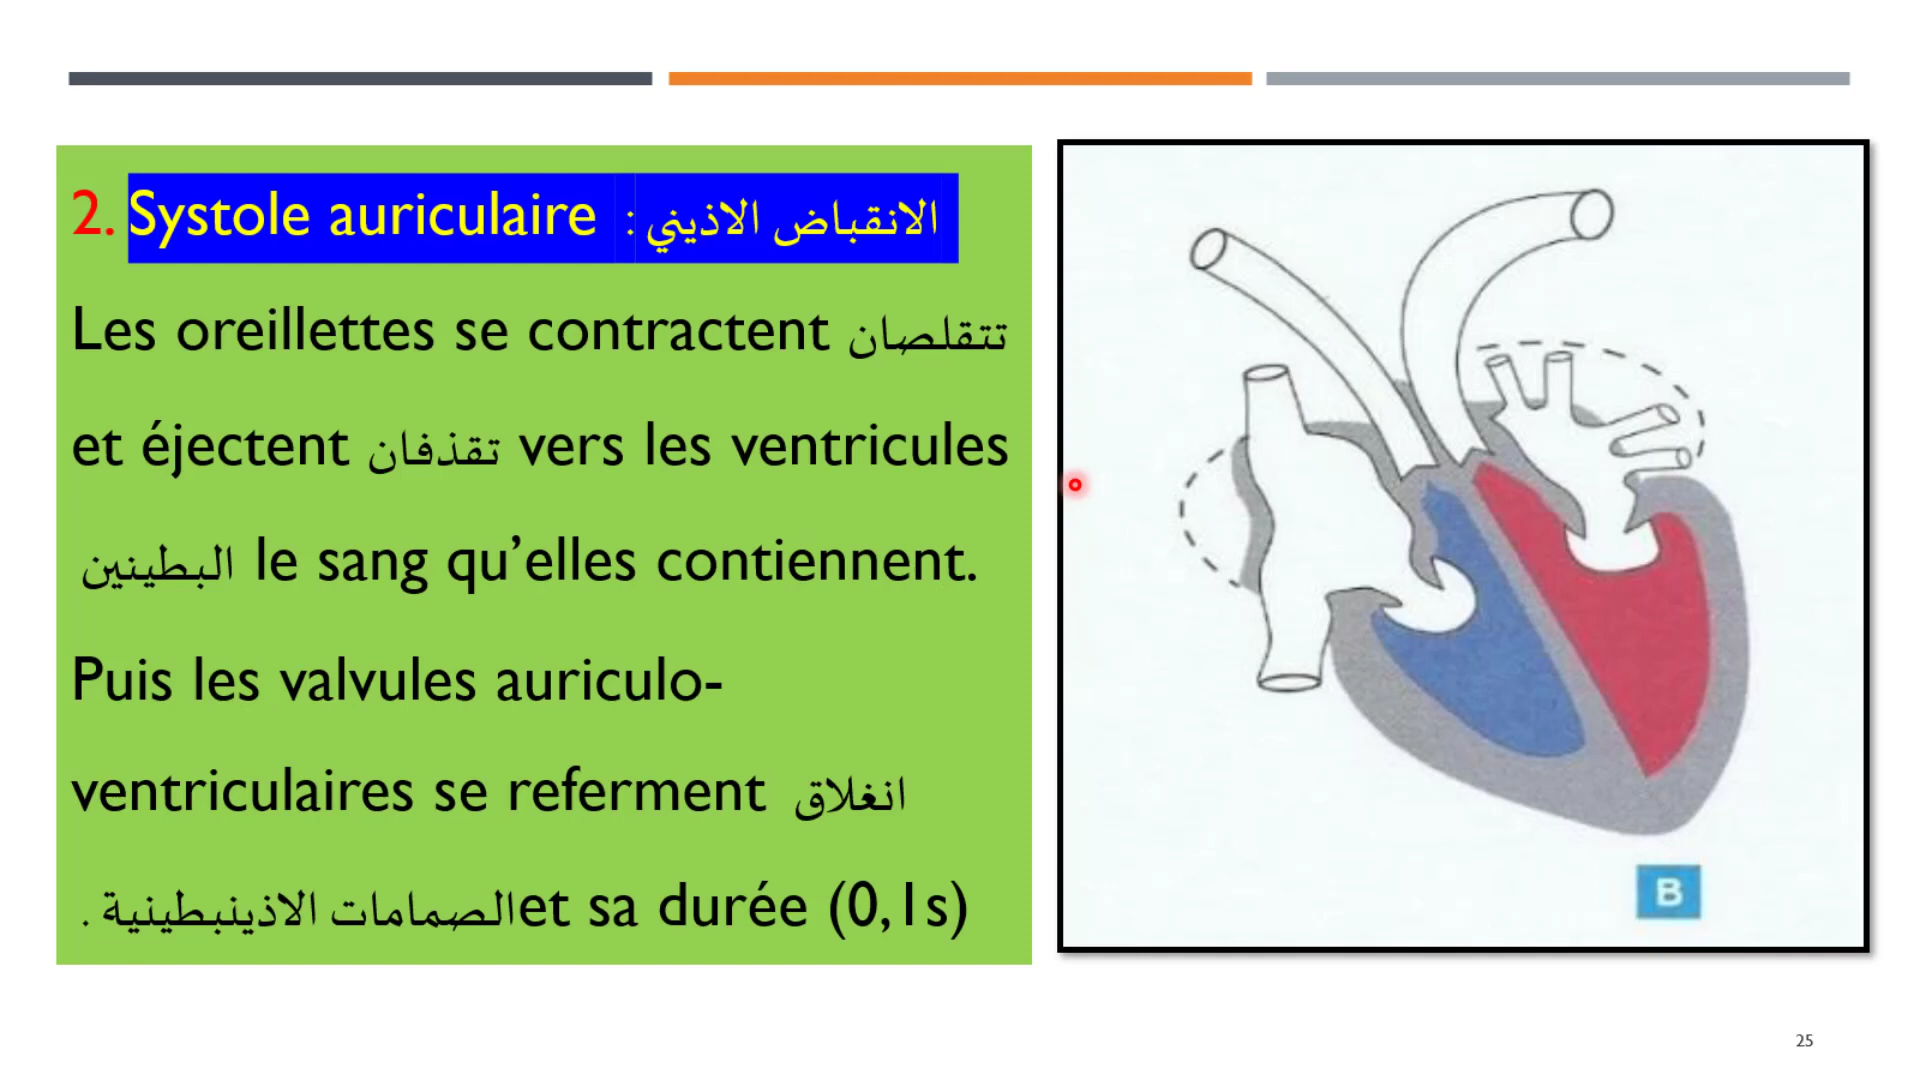 2. Systole auriculaire : الانقباض الاذيني
Les oreillettes se contractent تتقلصان
et éjectent تقذفان vers les ventricules
البطينين le sang qu’elles contiennent.
Puis les valvules auriculo-
ventriculaires se referment انغلاق
الصمامات الاذينبطينية . et sa durée (0,1s)
B
25